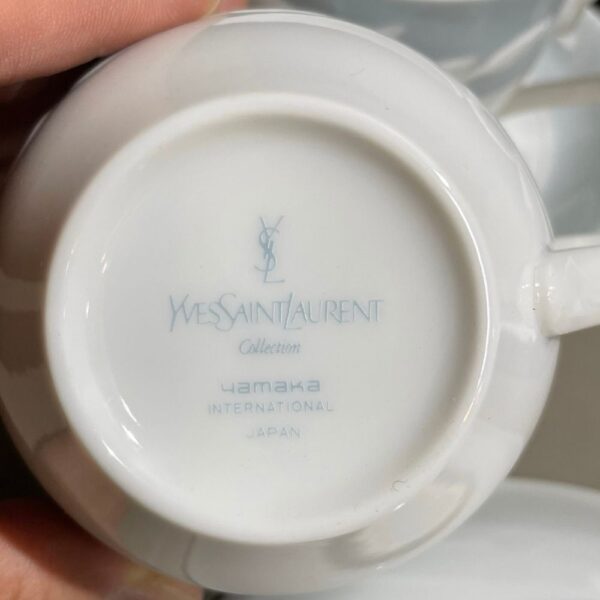 YSL
YVESSAINTLAURENT
Collection
yamaka
INTERNATIONAL
JAPAN